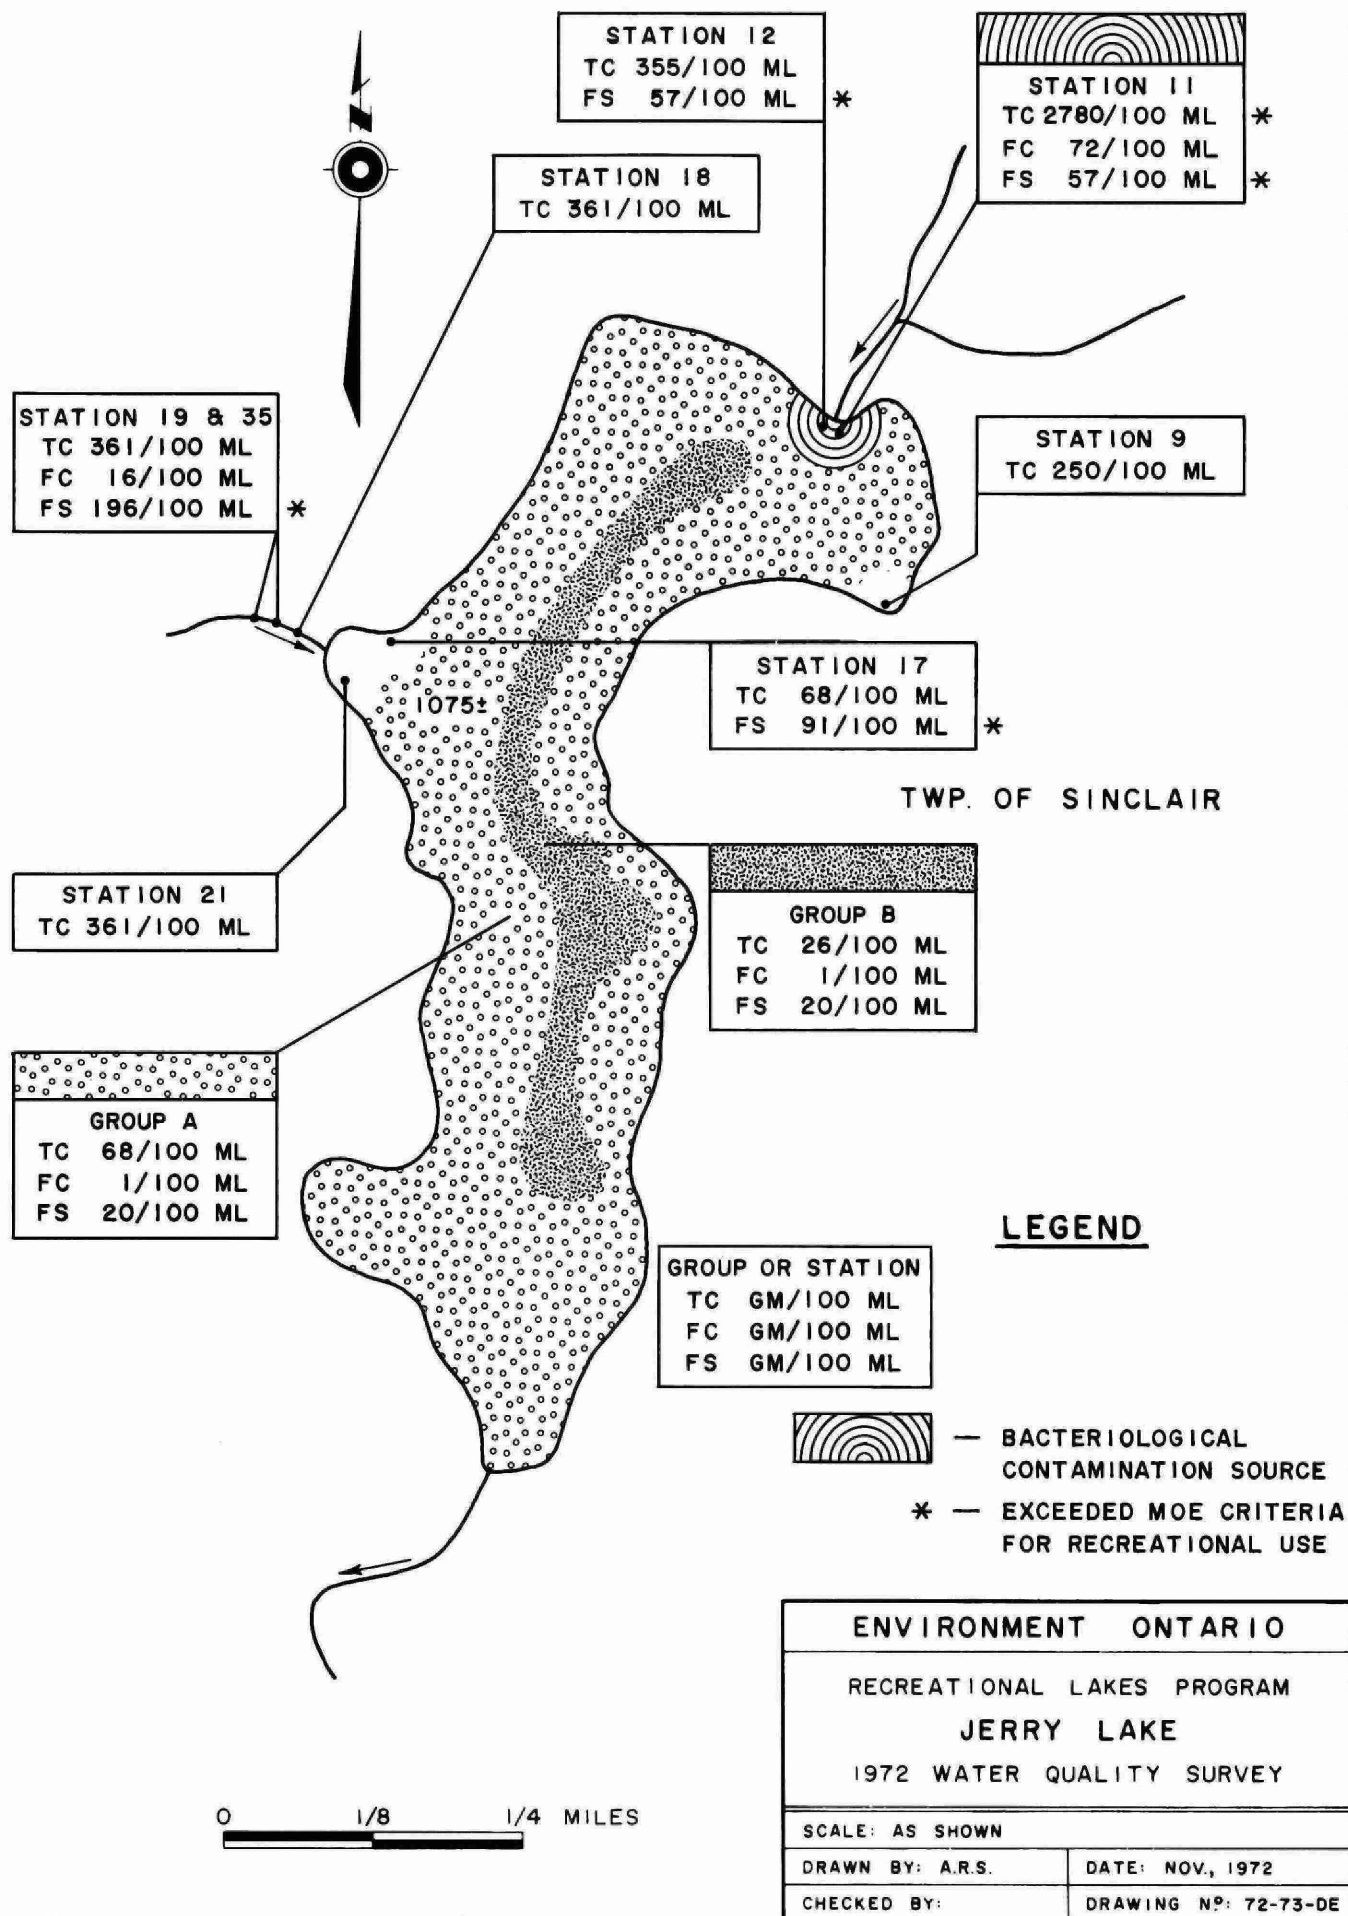 N
STATION 12
TC 355/100 ML
FS 57/100 ML *
STATION 11
TC 2780/100 ML *
FC 72/100 ML
FS 57/100 ML *
STATION 18
TC 361/100 ML
STATION 19 & 35
TC 361/100 ML
FC 16/100 ML
FS 196/100 ML *
STATION 9
TC 250/100 ML
STATION 17
TC 68/100 ML
FS 91/100 ML *
1075±
TWP. OF SINCLAIR
STATION 21
TC 361/100 ML
GROUP B
TC 26/100 ML
FC 1/100 ML
FS 20/100 ML
GROUP A
TC 68/100 ML
FC 1/100 ML
FS 20/100 ML
LEGEND
GROUP OR STATION
TC GM/100 ML
FC GM/100 ML
FS GM/100 ML
— BACTERIOLOGICAL
CONTAMINATION SOURCE
* — EXCEEDED MOE CRITERIA
FOR RECREATIONAL USE
ENVIRONMENT ONTARIO
RECREATIONAL LAKES PROGRAM
JERRY LAKE
1972 WATER QUALITY SURVEY
SCALE: AS SHOWN
DRAWN BY: A.R.S.
DATE: NOV., 1972
CHECKED BY:
DRAWING Nº: 72-73-DE
0 1/8 1/4 MILES